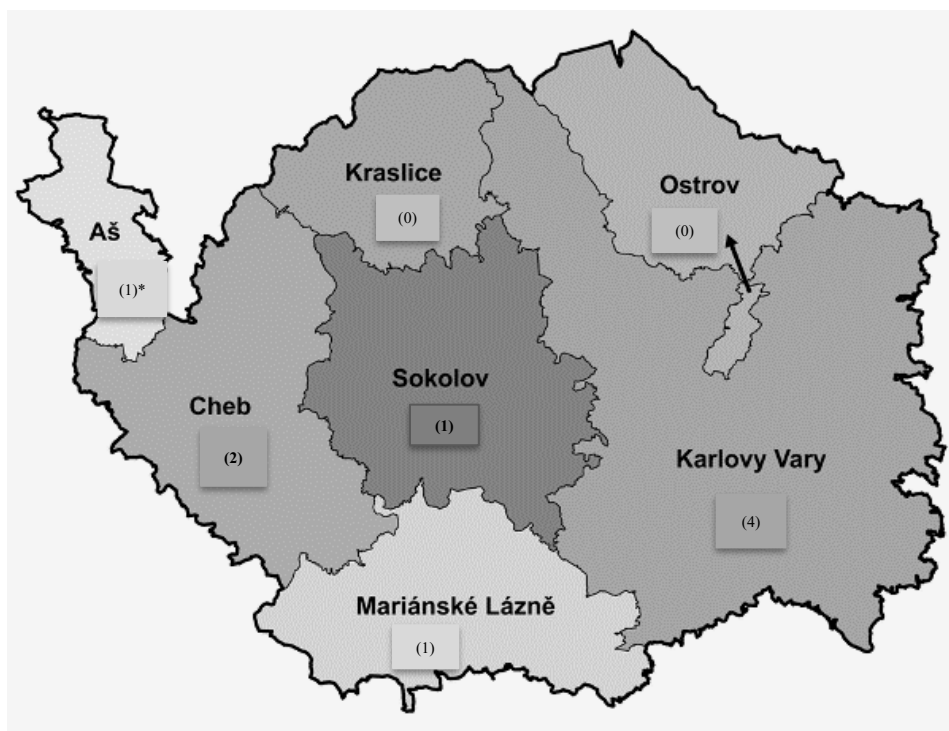 Kraslice
(0)
Ostrov
(0)
Aš
(1)*
Sokolov
(1)
Cheb
(2)
Karlovy Vary
(4)
Mariánské Lázně
(1)